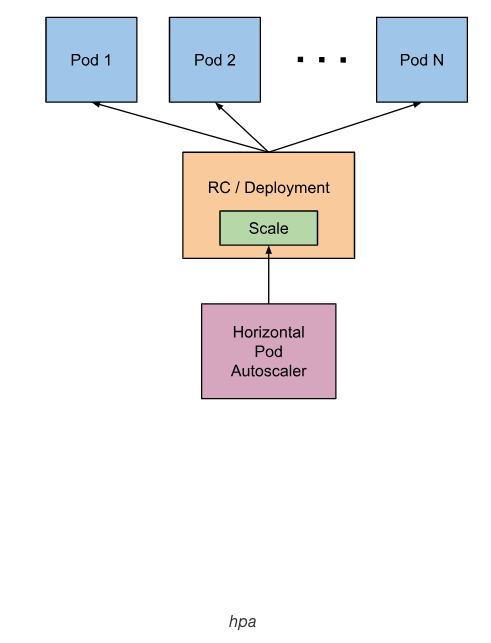 Pod 1
Pod 2
Pod N
RC / Deployment
Scale
Horizontal
Pod
Autoscaler
hpa